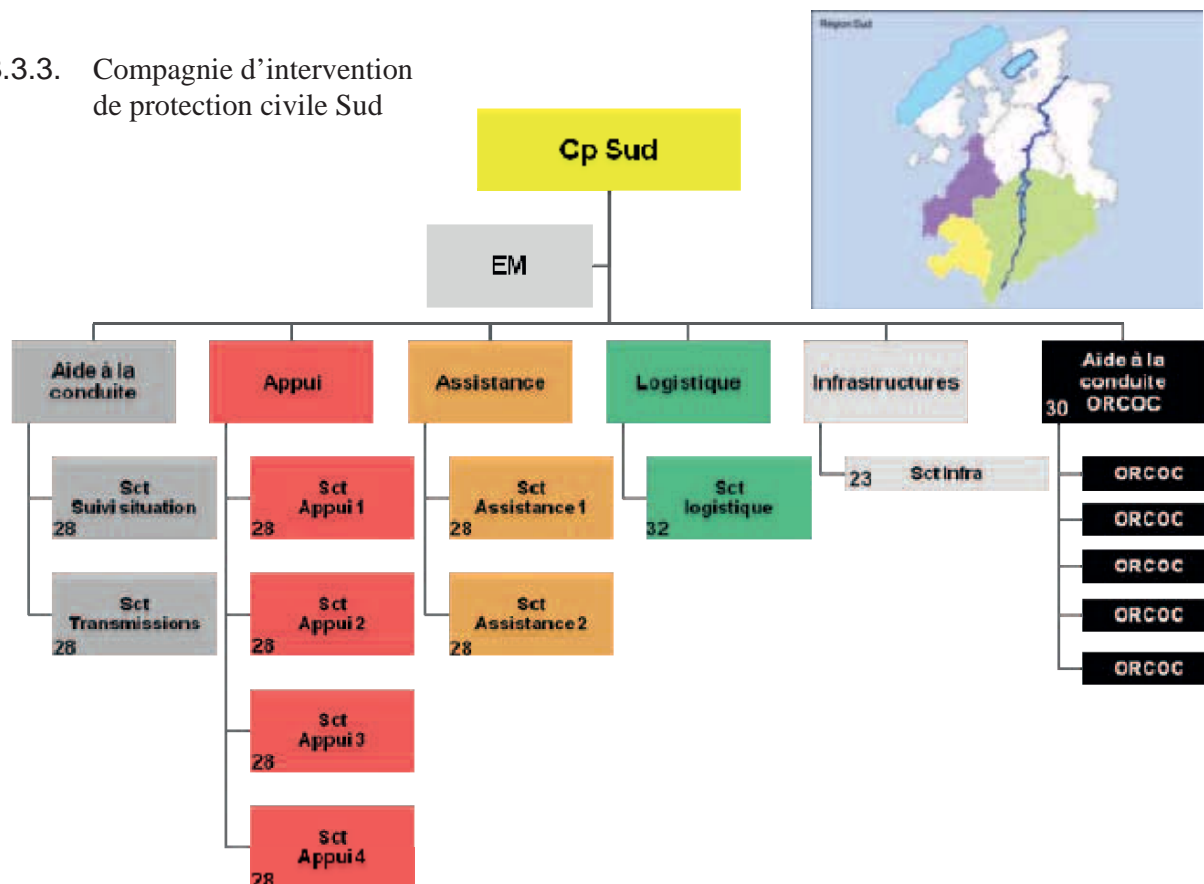 .3.3. Compagnie d'intervention
de protection civile Sud
Région Sud
Cp Sud
EM
Aide à la
conduite
Appui
Assistance
Logistique
Infrastructures
Aide à la
conduite
30 ORCOC
Sct
Suivi situation
28
Sct
Appui 1
28
Sct
Assistance 1
28
Sct
logistique
32
23 Sct Infra
ORCOC
ORCOC
ORCOC
ORCOC
ORCOC
Sct
Transmissions
28
Sct
Appui 2
28
Sct
Assistance 2
28
Sct
Appui 3
28
Sct
Appui 4
28